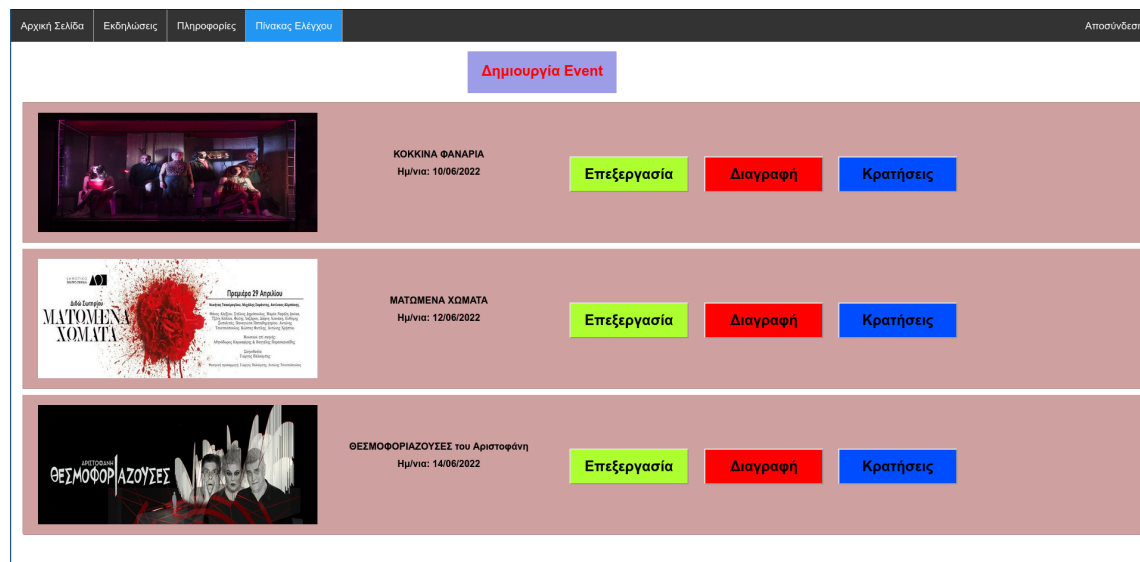 Αρχική Σελίδα Εκδηλώσεις Πληροφορίες Πίνακας Ελέγχου Αποσύνδεση
Δημιουργία Event
ΚΟΚΚΙΝΑ ΦΑΝΑΡΙΑ
Ημ/νια: 10/06/2022
Επεξεργασία Διαγραφή Κρατήσεις
Διδώ Σωτηρίου
ΜΑΤΩΜΕΝΑ
ΧΩΜΑΤΑ
Πρεμιέρα 29 Απριλίου
ΜΑΤΩΜΕΝΑ ΧΩΜΑΤΑ
Ημ/νια: 12/06/2022
Επεξεργασία Διαγραφή Κρατήσεις
ΑΡΙΣΤΟΦΑΝΗ
ΘΕΣΜΟΦΟΡΙΑΖΟΥΣΕΣ
ΘΕΣΜΟΦΟΡΙΑΖΟΥΣΕΣ του Αριστοφάνη
Ημ/νια: 14/06/2022
Επεξεργασία Διαγραφή Κρατήσεις